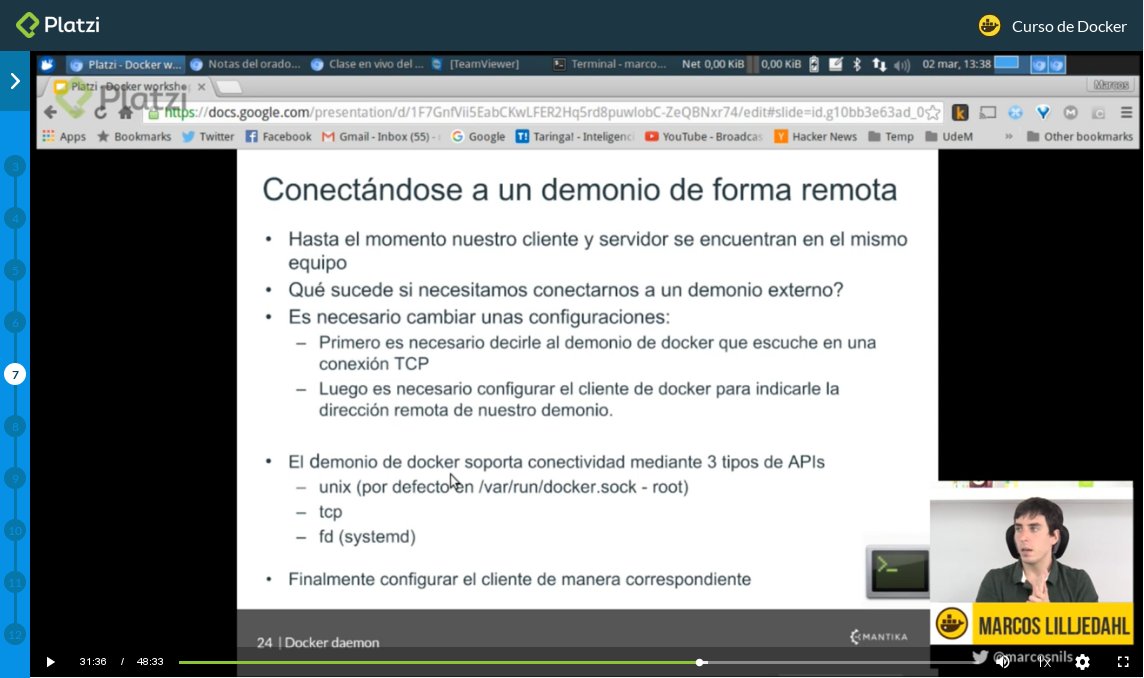 Platzi
Curso de Docker
Platzi - Docker w...
Notas del orado...
Clase en vivo del ...
[TeamViewer]
Terminal - marco...
Net 0,00 KiB
0,00 KiB
02 mar, 13:38
Platzi - Docker workshe
Marcos
Platzi
https://docs.google.com/presentation/d/1F7GnfVii5EabCKwLFER2Hq5rd8puwlobC-ZeQBNxr74/edit#slide=id.g10bb3e63ad_0
Apps
Bookmarks
Twitter
Facebook
Gmail - Inbox (55) -
Google
Taringa! - Inteligenci
YouTube - Broadcas
Hacker News
Temp
UdeM
»
Other bookmarks
Conectándose a un demonio de forma remota
• Hasta el momento nuestro cliente y servidor se encuentran en el mismo
equipo
• Qué sucede si necesitamos conectarnos a un demonio externo?
• Es necesario cambiar unas configuraciones:
– Primero es necesario decirle al demonio de docker que escuche en una
conexión TCP
– Luego es necesario configurar el cliente de docker para indicarle la
dirección remota de nuestro demonio.
• El demonio de docker soporta conectividad mediante 3 tipos de APIs
– unix (por defecto en /var/run/docker.sock - root)
– tcp
– fd (systemd)
• Finalmente configurar el cliente de manera correspondiente
3
4
5
6
7
8
9
10
11
12
24 | Docker daemon
MANTIKA
MARCOS LILLJEDAHL
@marcosnils
31:36 / 48:33
1x